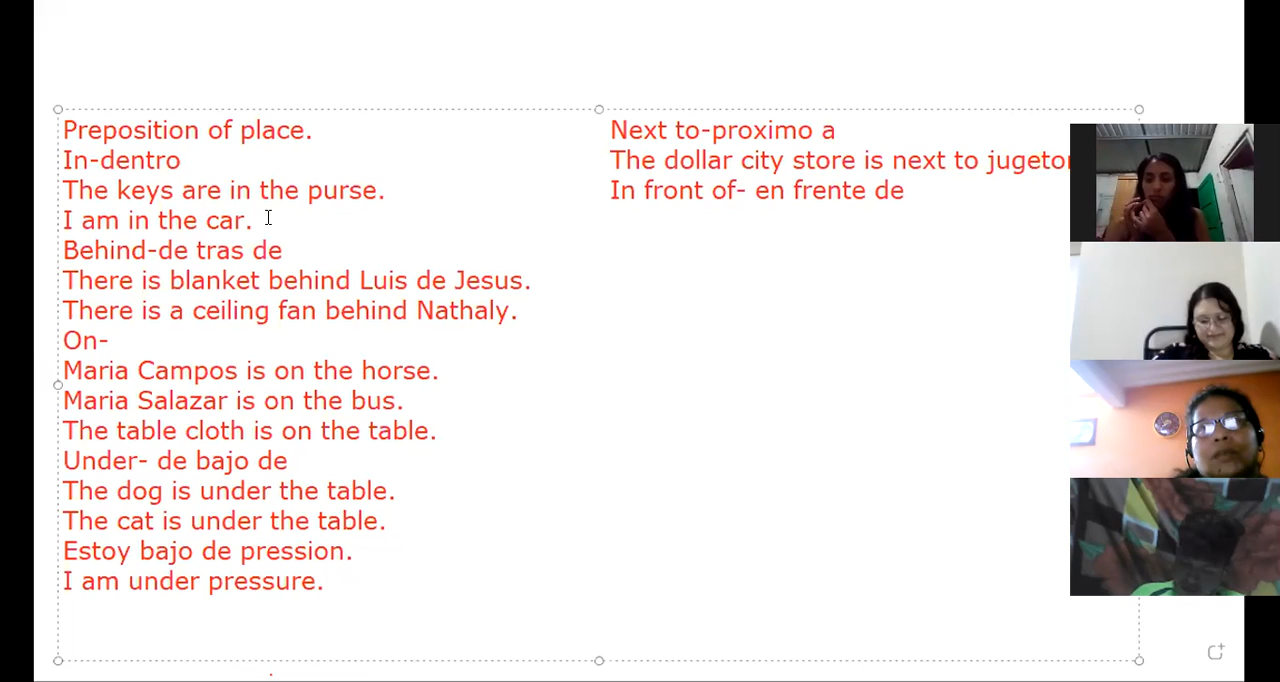 Preposition of place.
In-dentro
The keys are in the purse.
I am in the car.
Behind-de tras de
There is blanket behind Luis de Jesus.
There is a ceiling fan behind Nathaly.
On-
Maria Campos is on the horse.
Maria Salazar is on the bus.
The table cloth is on the table.
Under- de bajo de
The dog is under the table.
The cat is under the table.
Estoy bajo de pression.
I am under pressure.
Next to-proximo a
The dollar city store is next to
In front of- en frente de